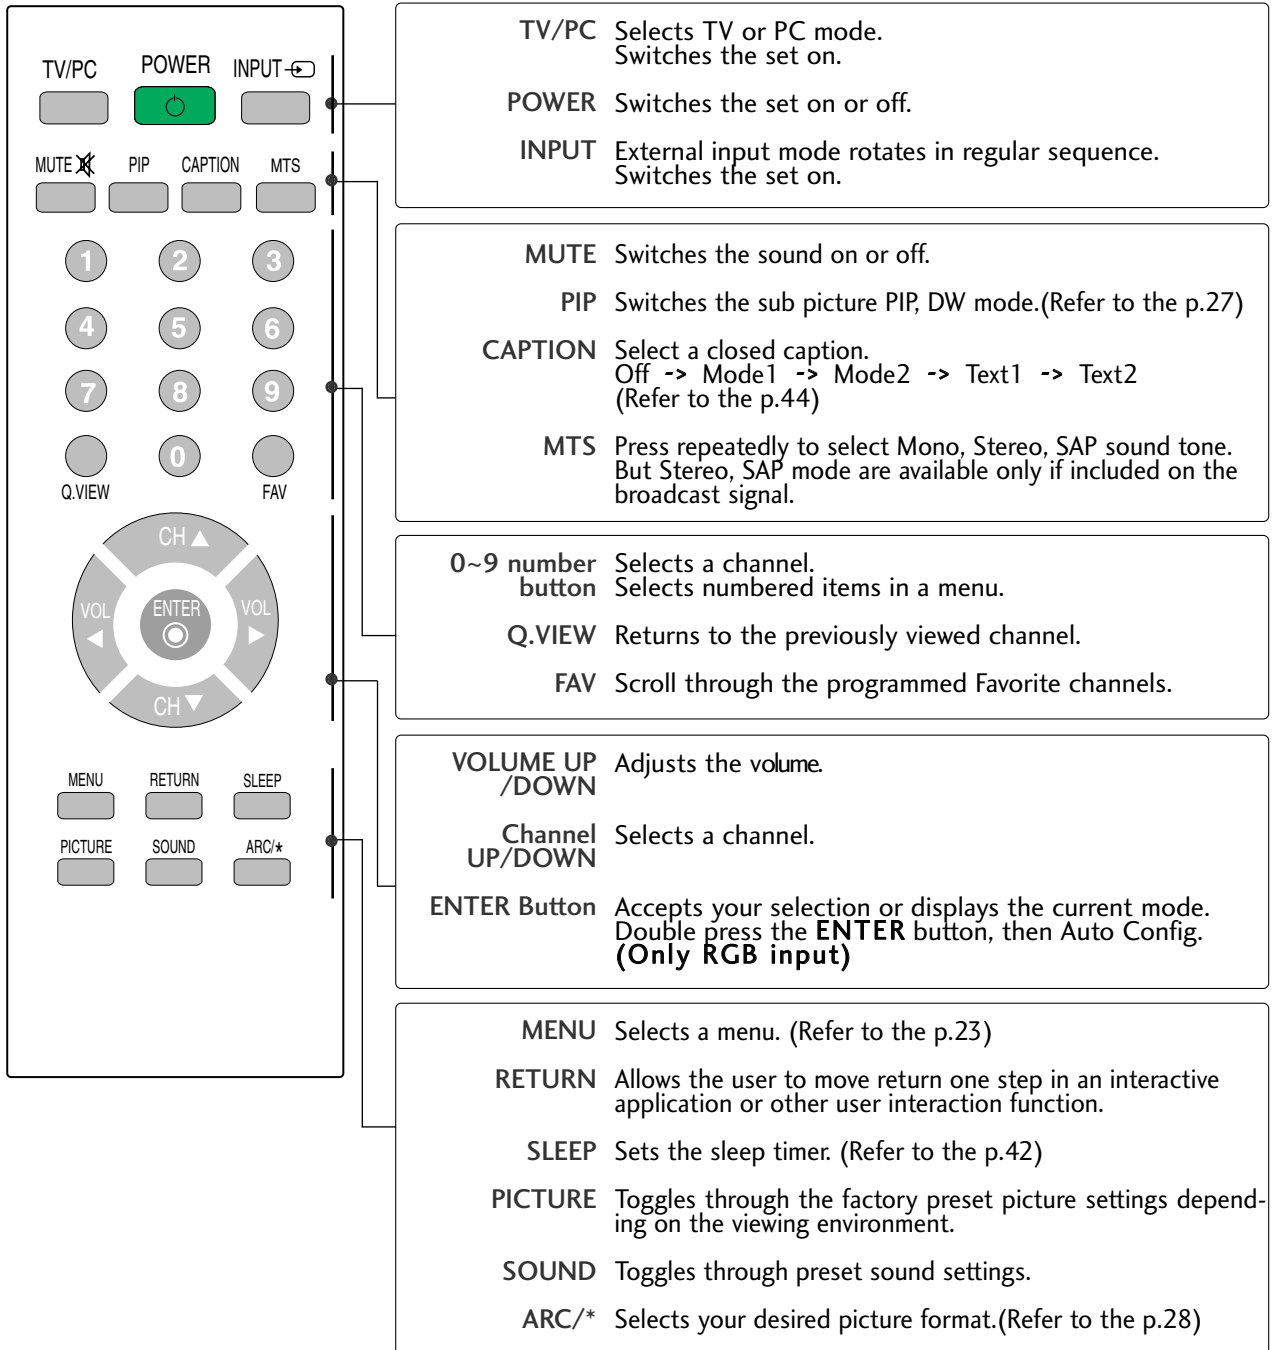 TV/PC POWER INPUT
MUTE PIP CAPTION MTS
1 2 3
4 5 6
7 8 9
0
Q.VIEW FAV
CH
VOL ENTER VOL
CH
MENU RETURN SLEEP
PICTURE SOUND ARC/*
TV/PC Selects TV or PC mode.
Switches the set on.
POWER Switches the set on or off.
INPUT External input mode rotates in regular sequence.
Switches the set on.
MUTE Switches the sound on or off.
PIP Switches the sub picture PIP, DW mode.(Refer to the p.27)
CAPTION Select a closed caption.
Off -> Mode1 -> Mode2 -> Text1 -> Text2
(Refer to the p.44)
MTS Press repeatedly to select Mono, Stereo, SAP sound tone.
But Stereo, SAP mode are available only if included on the
broadcast signal.
0~9 number Selects a channel.
button Selects numbered items in a menu.
Q.VIEW Returns to the previously viewed channel.
FAV Scroll through the programmed Favorite channels.
VOLUME UP Adjusts the volume.
/DOWN
Channel Selects a channel.
UP/DOWN
ENTER Button Accepts your selection or displays the current mode.
Double press the ENTER button, then Auto Config.
(Only RGB input)
MENU Selects a menu. (Refer to the p.23)
RETURN Allows the user to move return one step in an interactive
application or other user interaction function.
SLEEP Sets the sleep timer. (Refer to the p.42)
PICTURE Toggles through the factory preset picture settings depend-
ing on the viewing environment.
SOUND Toggles through preset sound settings.
ARC/* Selects your desired picture format.(Refer to the p.28)